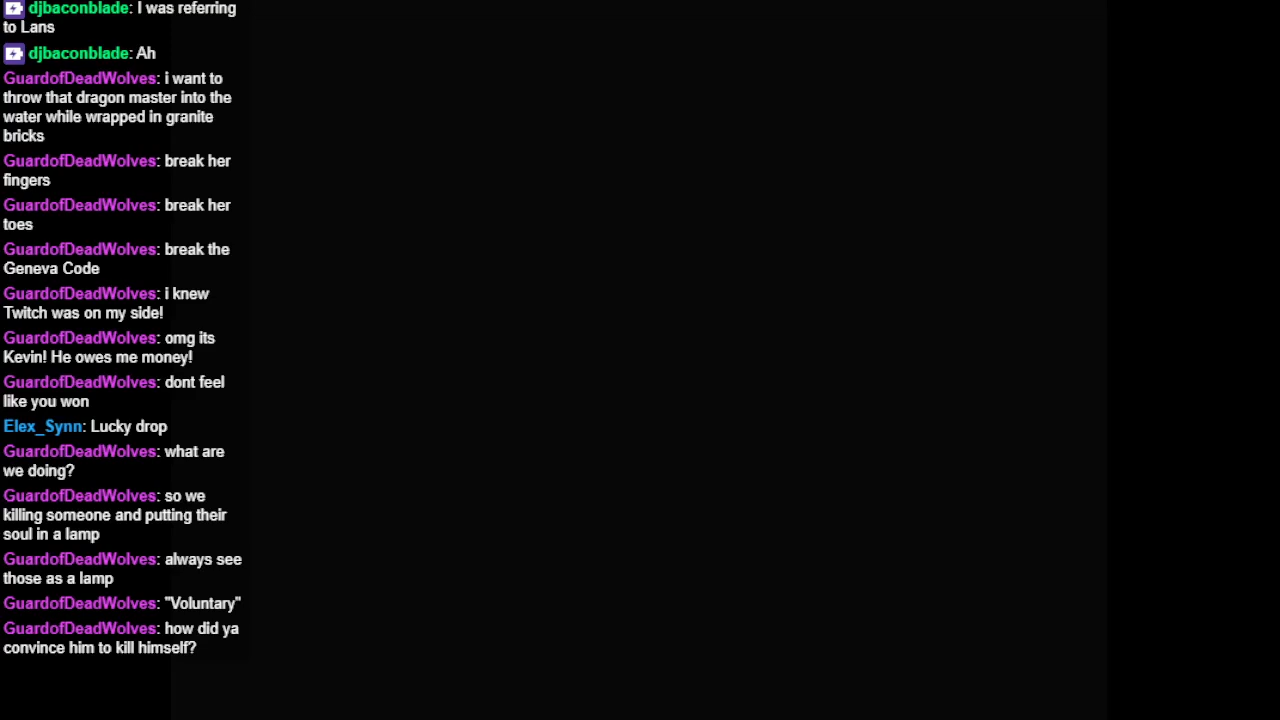 djbaconblade: I was referring
to Lans
djbaconblade: Ah
GuardofDeadWolves: i want to
throw that dragon master into the
water while wrapped in granite
bricks
GuardofDeadWolves: break her
fingers
GuardofDeadWolves: break her
toes
GuardofDeadWolves: break the
Geneva Code
GuardofDeadWolves: i knew
Twitch was on my side!
GuardofDeadWolves: omg its
Kevin! He owes me money!
GuardofDeadWolves: dont feel
like you won
Elex_Synn: Lucky drop
GuardofDeadWolves: what are
we doing?
GuardofDeadWolves: so we
killing someone and putting their
soul in a lamp
GuardofDeadWolves: always see
those as a lamp
GuardofDeadWolves: "Voluntary"
GuardofDeadWolves: how did ya
convince him to kill himself?